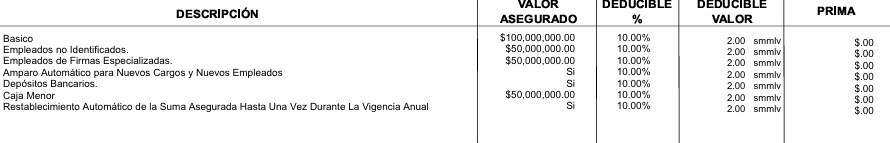 DESCRIPCIÓN VALOR ASEGURADO DEDUCIBLE % DEDUCIBLE VALOR PRIMA
Basico $100,000,000.00 10.00% 2.00 smmlv $.00
Empleados no Identificados. $50,000,000.00 10.00% 2.00 smmlv $.00
Empleados de Firmas Especializadas. $50,000,000.00 10.00% 2.00 smmlv $.00
Amparo Automático para Nuevos Cargos y Nuevos Empleados Si 10.00% 2.00 smmlv $.00
Depósitos Bancarios. Si 10.00% 2.00 smmlv $.00
Caja Menor $50,000,000.00 10.00% 2.00 smmlv $.00
Restablecimiento Automático de la Suma Asegurada Hasta Una Vez Durante La Vigencia Anual Si 10.00% 2.00 smmlv $.00